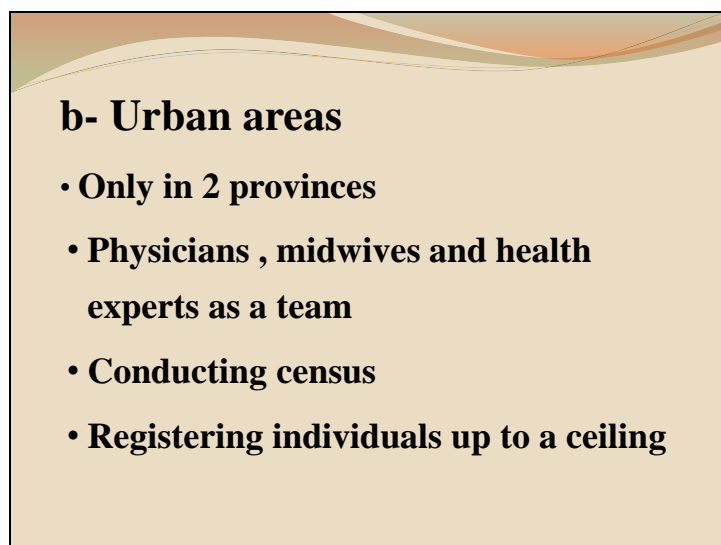 b- Urban areas
• Only in 2 provinces
• Physicians , midwives and health
experts as a team
• Conducting census
• Registering individuals up to a ceiling